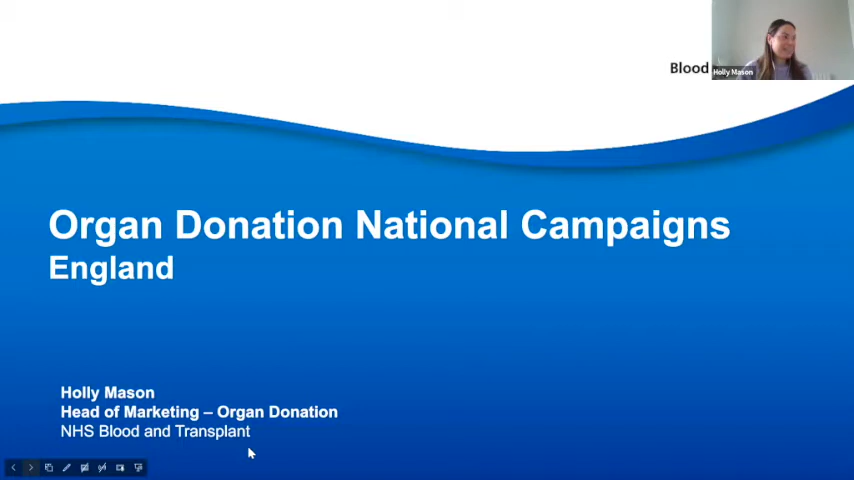 Blood
Holly Mason
Organ Donation National Campaigns
England
Holly Mason
Head of Marketing – Organ Donation
NHS Blood and Transplant